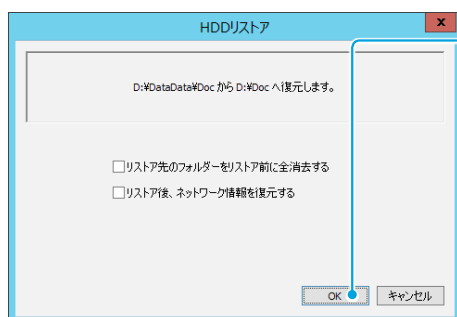 HDDリストア
x
D:¥DataData¥Doc から D:¥Doc へ復元します。
リストア先のフォルダーをリストア前に全消去する
リストア後、ネットワーク情報を復元する
OK
キャンセル